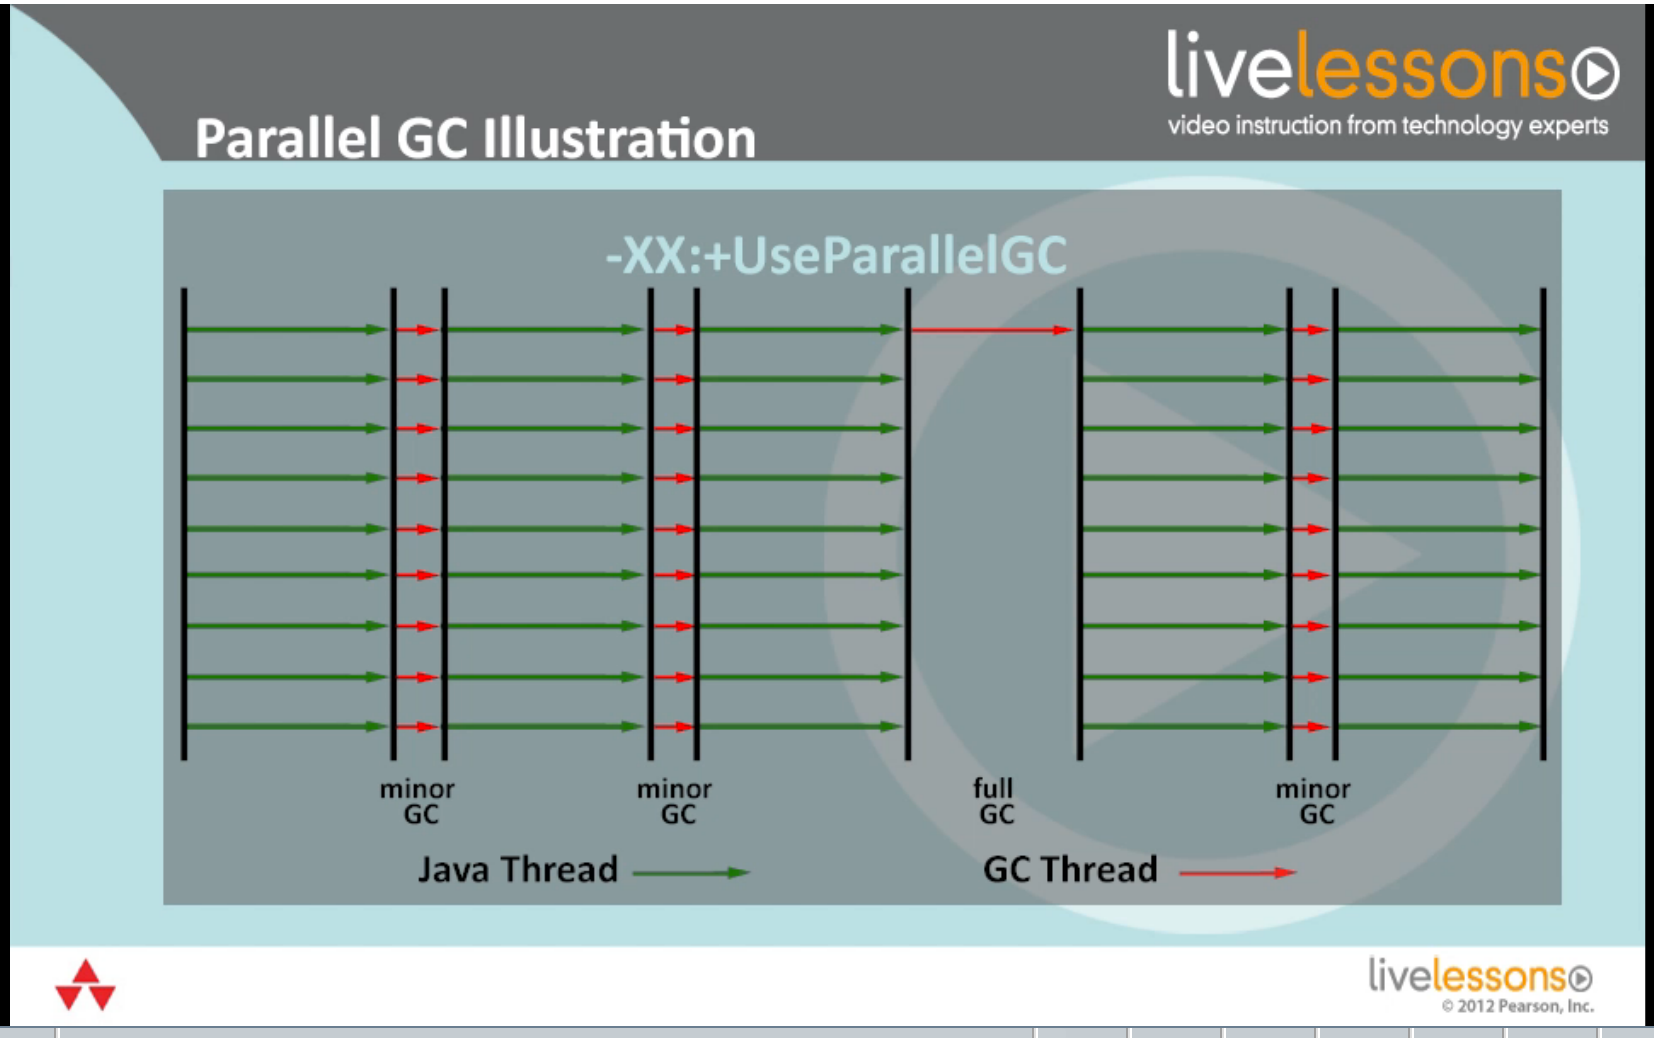 livelessons
video instruction from technology experts
Parallel GC Illustration
-XX:+UseParallelGC
minor
GC
minor
GC
full
GC
minor
GC
Java Thread
GC Thread
livelessons
© 2012 Pearson, Inc.